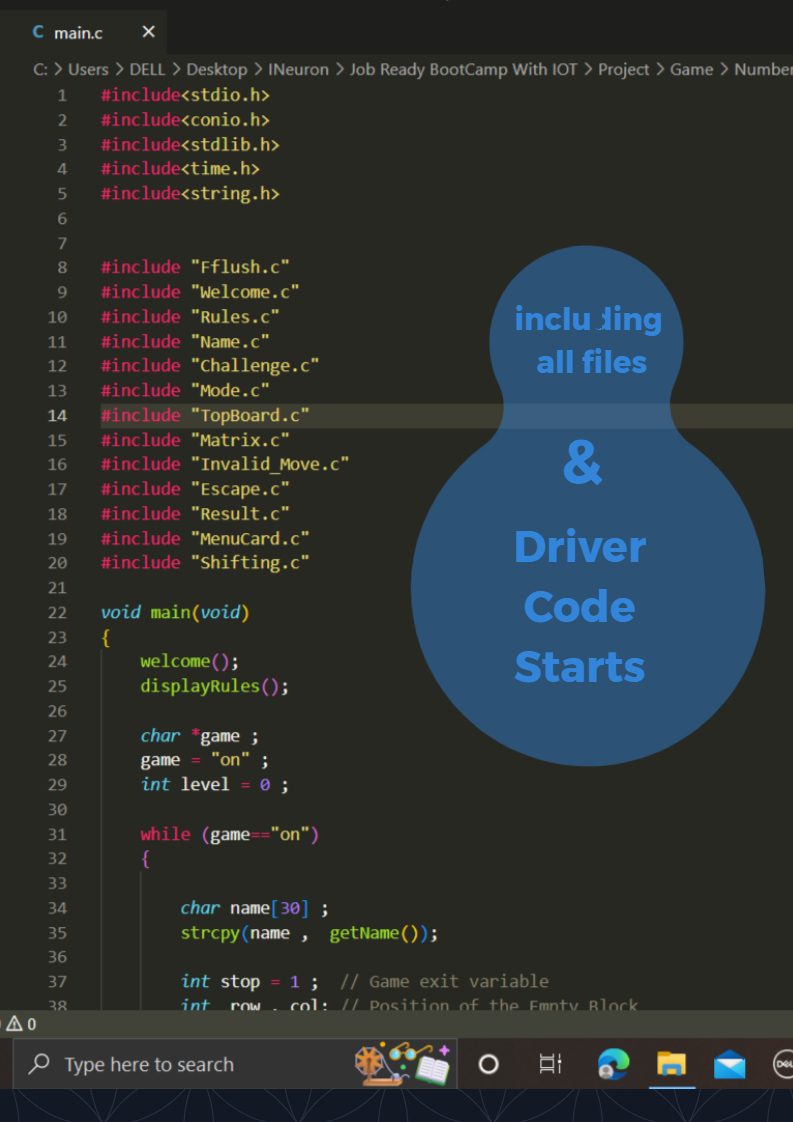 C main.c ×
C: > Users > DELL > Desktop > INeuron > Job Ready BootCamp With IOT > Project > Game > Number
1 #include<stdio.h>
2 #include<conio.h>
3 #include<stdlib.h>
4 #include<time.h>
5 #include<string.h>
6
7
8 #include "Fflush.c"
9 #include "Welcome.c"
10 #include "Rules.c"
11 #include "Name.c"
12 #include "Challenge.c"
13 #include "Mode.c"
14 #include "TopBoard.c"
15 #include "Matrix.c"
16 #include "Invalid_Move.c"
17 #include "Escape.c"
18 #include "Result.c"
19 #include "MenuCard.c"
20 #include "Shifting.c"
21
22 void main(void)
23 {
24 welcome();
25 displayRules();
26
27 char *game ;
28 game = "on" ;
29 int level = 0 ;
30
31 while (game=="on")
32 {
33
34 char name[30] ;
35 strcpy(name , getName());
36
37 int stop = 1 ; // Game exit variable
38 int row , col; // Position of the Empty Block
including
all files
&
Driver
Code
Starts
0
Type here to search
DELL